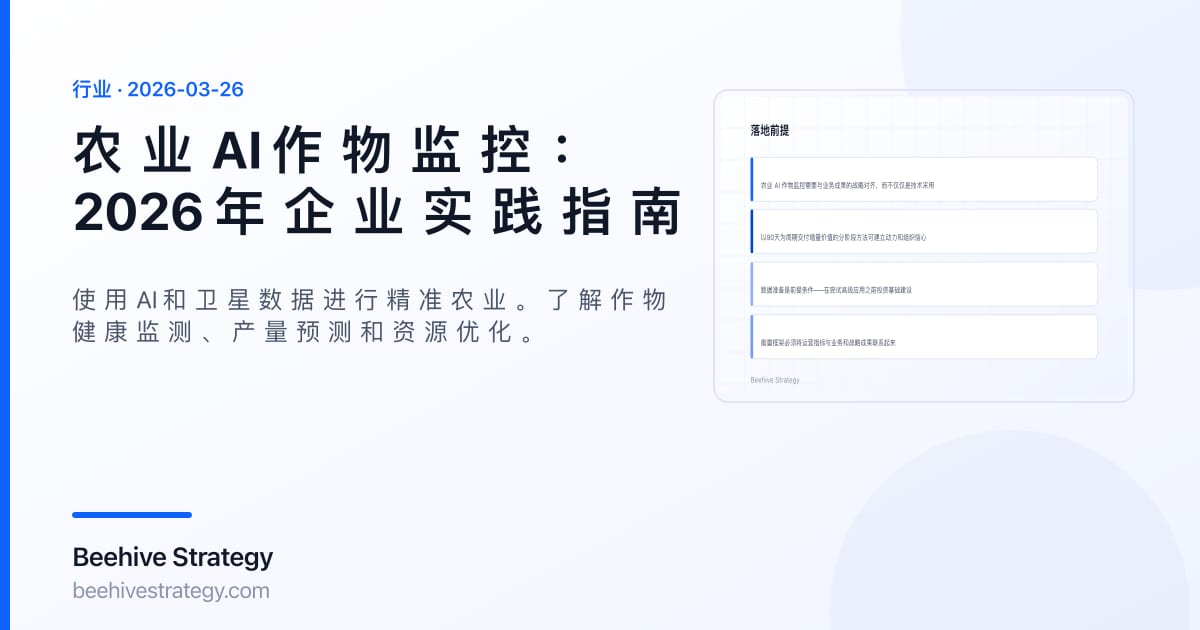 行业 · 2026-03-26
农业AI作物监控：
2026年企业实践指南
使用AI和卫星数据进行精准农业。了解作物
健康监测、产量预测和资源优化。
落地前提
农业 AI 作物监控需要与业务成果的战略对齐，而不仅仅是技术采用
以90天为周期交付增量价值的分阶段方法可建立动力和组织信心
数据准备是前提条件——在尝试高级应用之前投资基础建设
衡量框架必须将运营指标与业务和战略成果联系起来
Beehive Strategy
Beehive Strategy
beehivestrategy.com